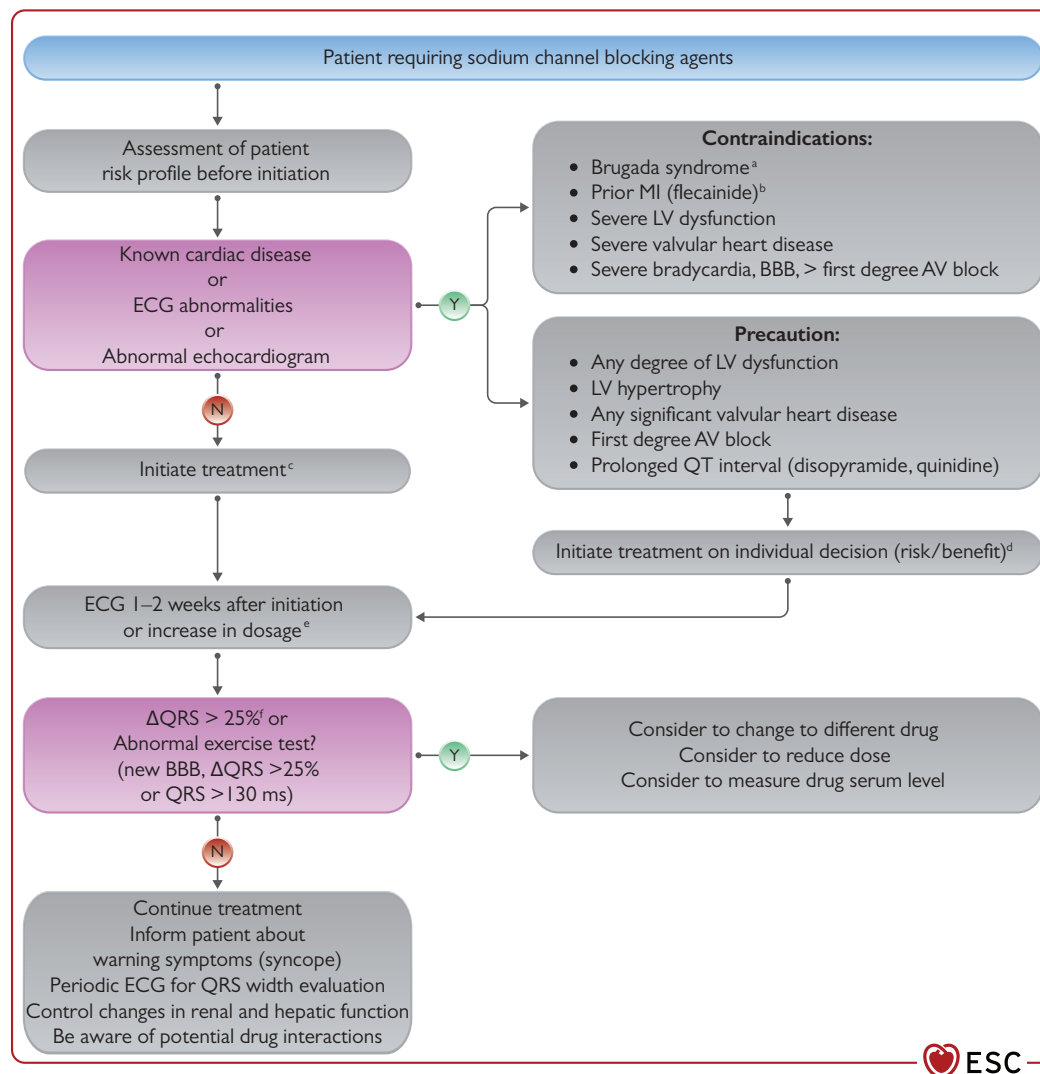 Patient requiring sodium channel blocking agents
Assessment of patient
risk profile before initiation
Known cardiac disease
or
ECG abnormalities
or
Abnormal echocardiogram
Y
Contraindications:
• Brugada syndromeᵃ
• Prior MI (flecainide)ᵇ
• Severe LV dysfunction
• Severe valvular heart disease
• Severe bradycardia, BBB, > first degree AV block
Precaution:
• Any degree of LV dysfunction
• LV hypertrophy
• Any significant valvular heart disease
• First degree AV block
• Prolonged QT interval (disopyramide, quinidine)
N
Initiate treatmentᶜ
Initiate treatment on individual decision (risk/benefit)ᵈ
ECG 1–2 weeks after initiation
or increase in dosageᵉ
ΔQRS > 25%ᶠ or
Abnormal exercise test?
(new BBB, ΔQRS >25%
or QRS >130 ms)
Y
Consider to change to different drug
Consider to reduce dose
Consider to measure drug serum level
N
Continue treatment
Inform patient about
warning symptoms (syncope)
Periodic ECG for QRS width evaluation
Control changes in renal and hepatic function
Be aware of potential drug interactions
ESC